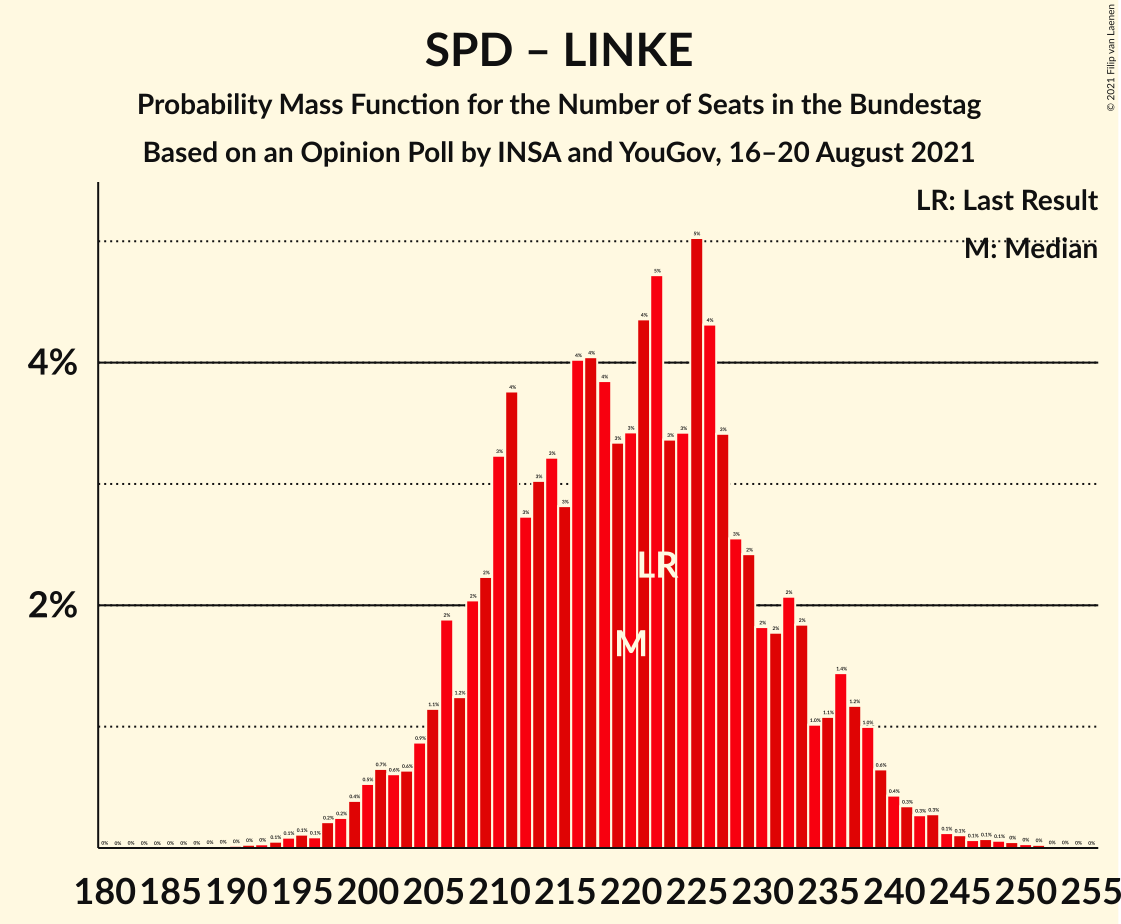 SPD – LINKE
Probability Mass Function for the Number of Seats in the Bundestag
Based on an Opinion Poll by INSA and YouGov, 16–20 August 2021
© 2021 Filip van Laenen
LR: Last Result
M: Median
4%
2%
LR
M
180 185 190 195 200 205 210 215 220 225 230 235 240 245 250 255